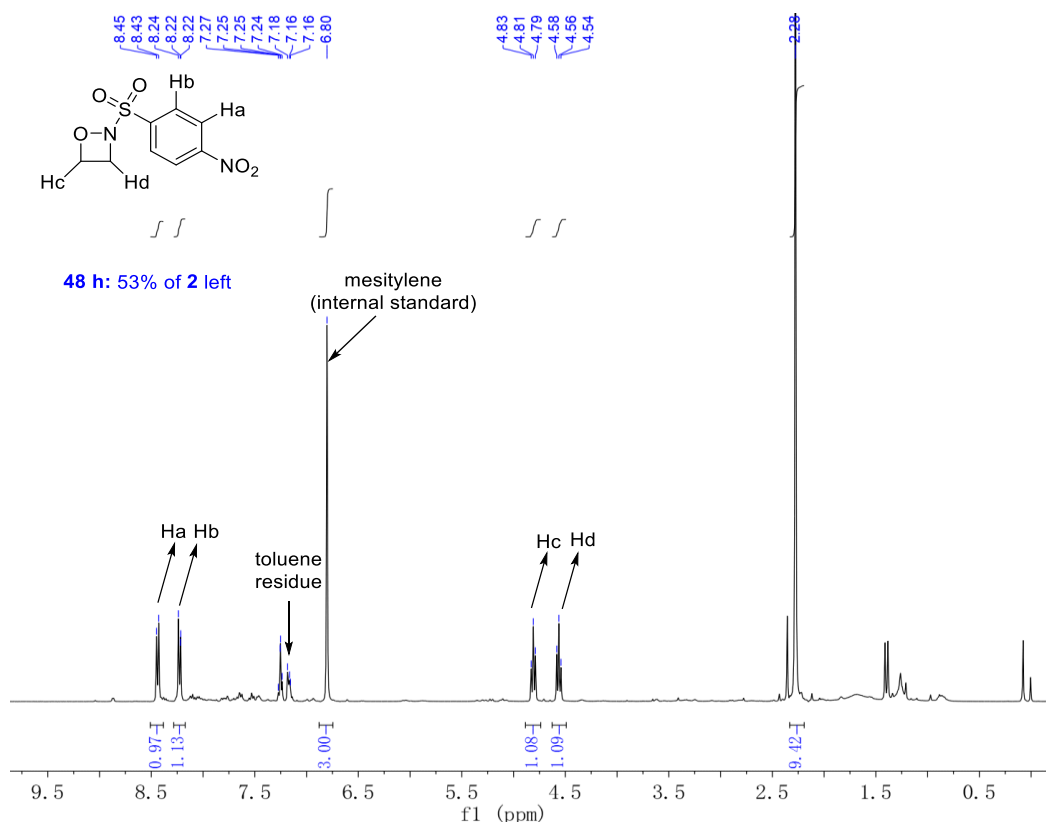 8.45
8.43
8.24
8.22
8.22
7.27
7.25
7.25
7.24
7.18
7.16
7.16
6.80
4.83
4.81
4.79
4.58
4.56
4.54
2.28
O O
S
Hb
Ha
O N
NO2
Hc
Hd
48 h: 53% of 2 left
mesitylene
(internal standard)
Ha Hb
toluene
residue
Hc Hd
0.97
1.13
3.00
1.08
1.09
9.42
9.5 8.5 7.5 6.5 5.5 4.5 3.5 2.5 1.5 0.5
f1 (ppm)